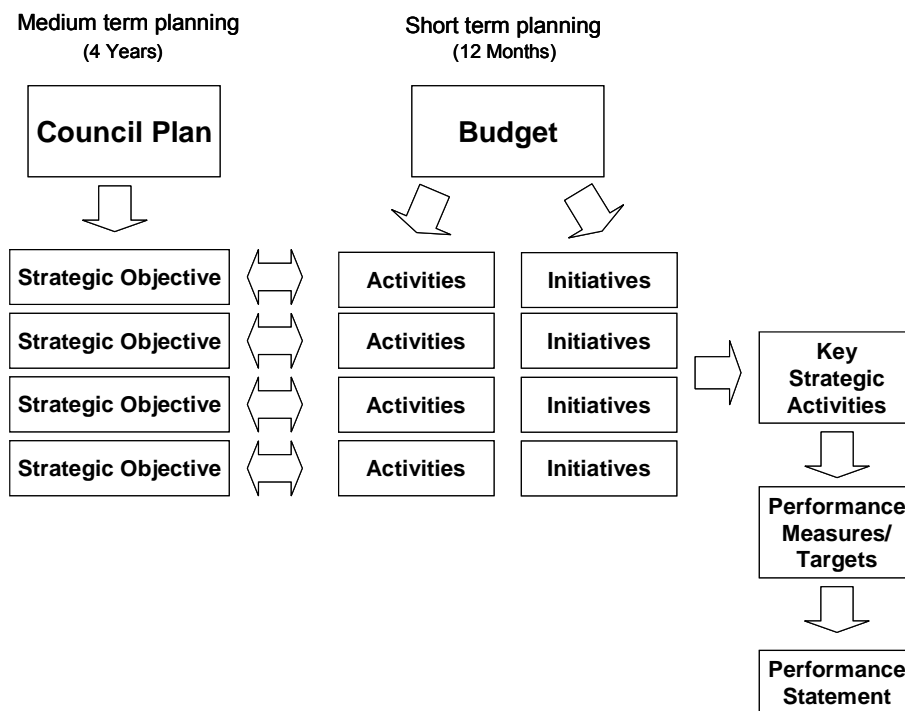 Medium term planning
(4 Years)
Short term planning
(12 Months)
Council Plan
Budget
Strategic Objective
Activities
Initiatives
Strategic Objective
Activities
Initiatives
Strategic Objective
Activities
Initiatives
Strategic Objective
Activities
Initiatives
Key
Strategic
Activities
Performance
Measures/
Targets
Performance
Statement